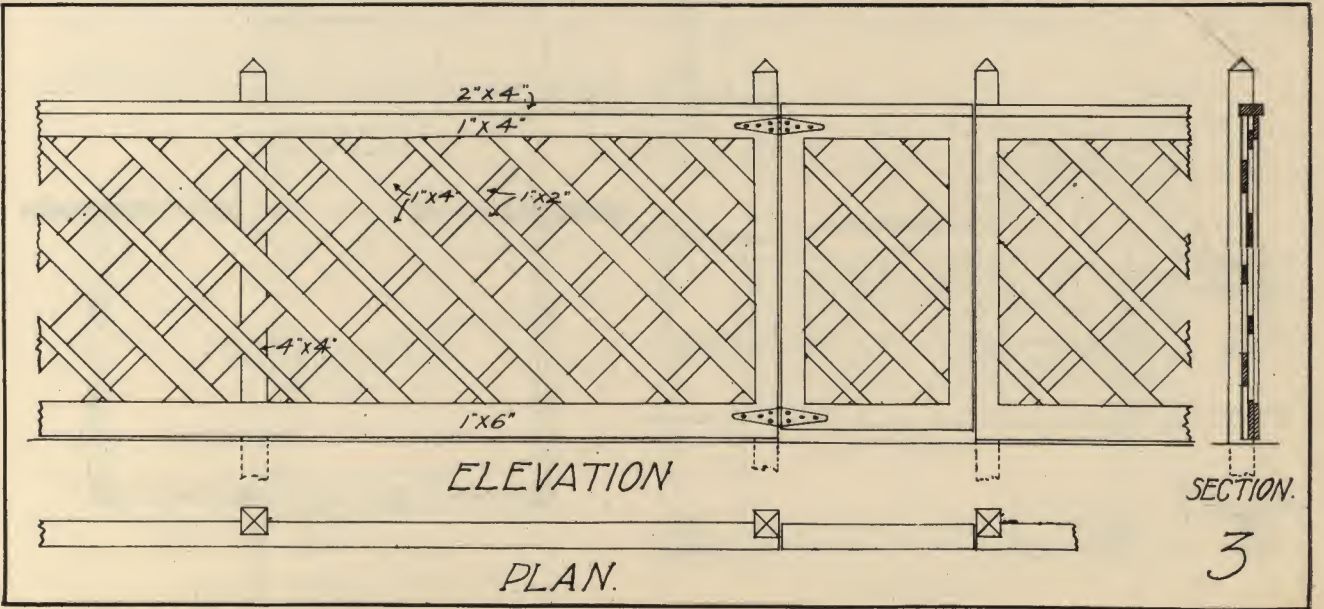 2"X4"
1"X4"
1"X4"
1"X2"
4"X4"
1"X6"
ELEVATION
SECTION.
PLAN.
3